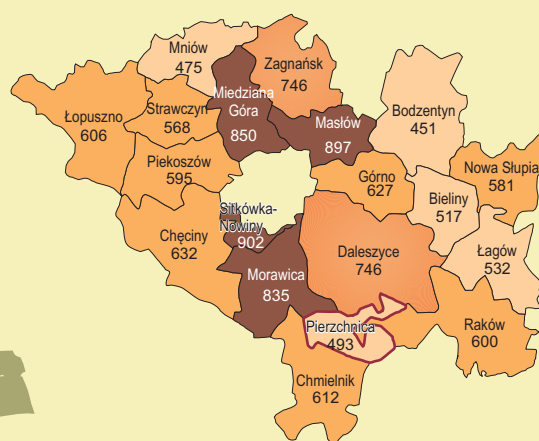 Mniów
475
Zagnańsk
746
Miedziana
Góra
850
Łopuszno
606
Strawczyn
568
Masłów
897
Bodzentyn
451
Piekoszów
595
Górno
627
Nowa Słupia
581
Bieliny
517
Sitkówka-
Nowiny
902
Chęciny
632
Daleszyce
746
Łagów
532
Morawica
835
Pierzchnica
493
Raków
600
Chmielnik
612